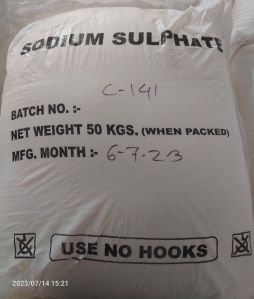 SODIUM SULPHATE
BATCH NO. :- C-141
NET WEIGHT 50 KGS. (WHEN PACKED)
MFG. MONTH :- 6-7-23
USE NO HOOKS
2023/07/14 15:21